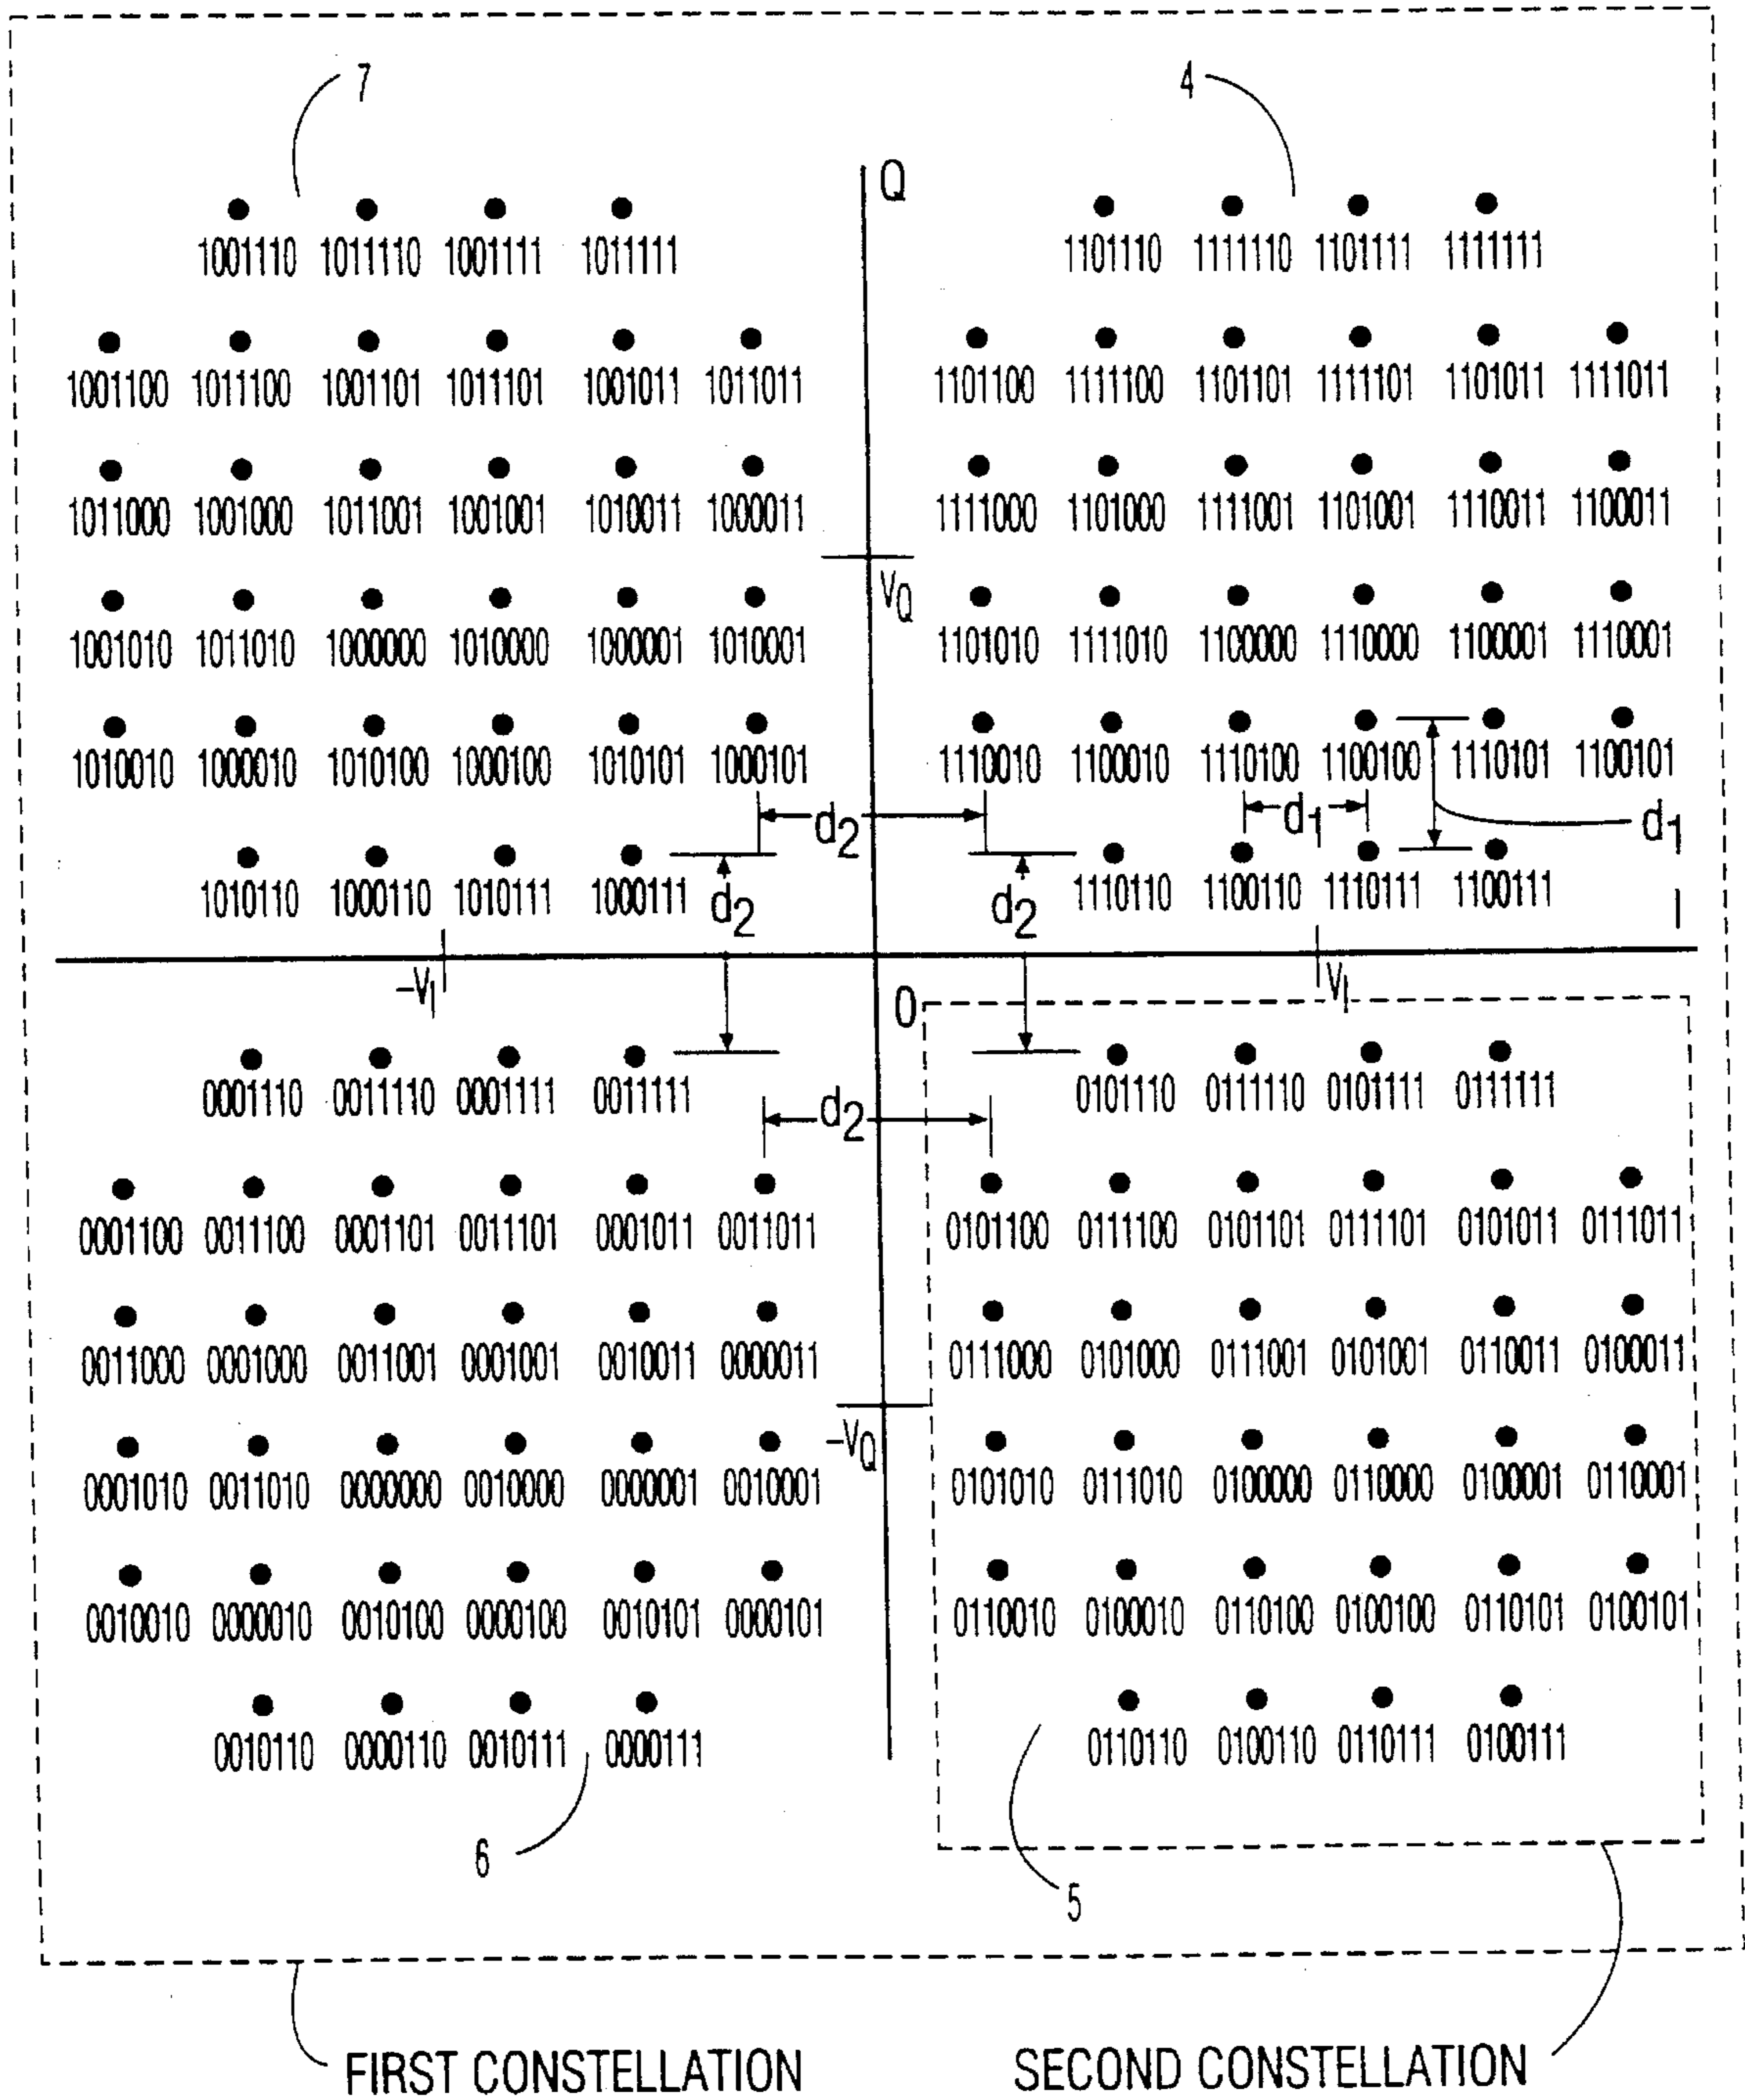 7 4
Q
1001110 1011110 1001111 1011111 1101110 1111110 1101111 1111111
1001100 1011100 1001101 1011101 1001011 1011011 1101100 1111100 1101101 1111101 1101011 1111011
1011000 1001000 1011001 1001001 1010011 1000011 1111000 1101000 1111001 1101001 1110011 1100011
VQ
1001010 1011010 1000000 1010000 1000001 1010001 1101010 1111010 1100000 1110000 1100001 1110001
1010010 1000010 1010100 1000100 1010101 1000101 1110010 1100010 1110100 1100100 1110101 1100101
d2 d1 d1
1010110 1000110 1010111 1000111 d2 d2 1110110 1100110 1110111 1100111 I
-VI 0 VI
0001110 0011110 0001111 0011111 0101110 0111110 0101111 0111111
d2
0001100 0011100 0001101 0011101 0001011 0011011 0101100 0111100 0101101 0111101 0101011 0111011
0011000 0001000 0011001 0001001 0010011 0000011 0111000 0101000 0111001 0101001 0110011 0100011
-VQ
0001010 0011010 0000000 0010000 0000001 0010001 0101010 0111010 0100000 0110000 0100001 0110001
0010010 0000010 0010100 0000100 0010101 0000101 0110010 0100010 0110100 0100100 0110101 0100101
0010110 0000110 0010111 0000111 0110110 0100110 0110111 0100111
6 5
FIRST CONSTELLATION SECOND CONSTELLATION